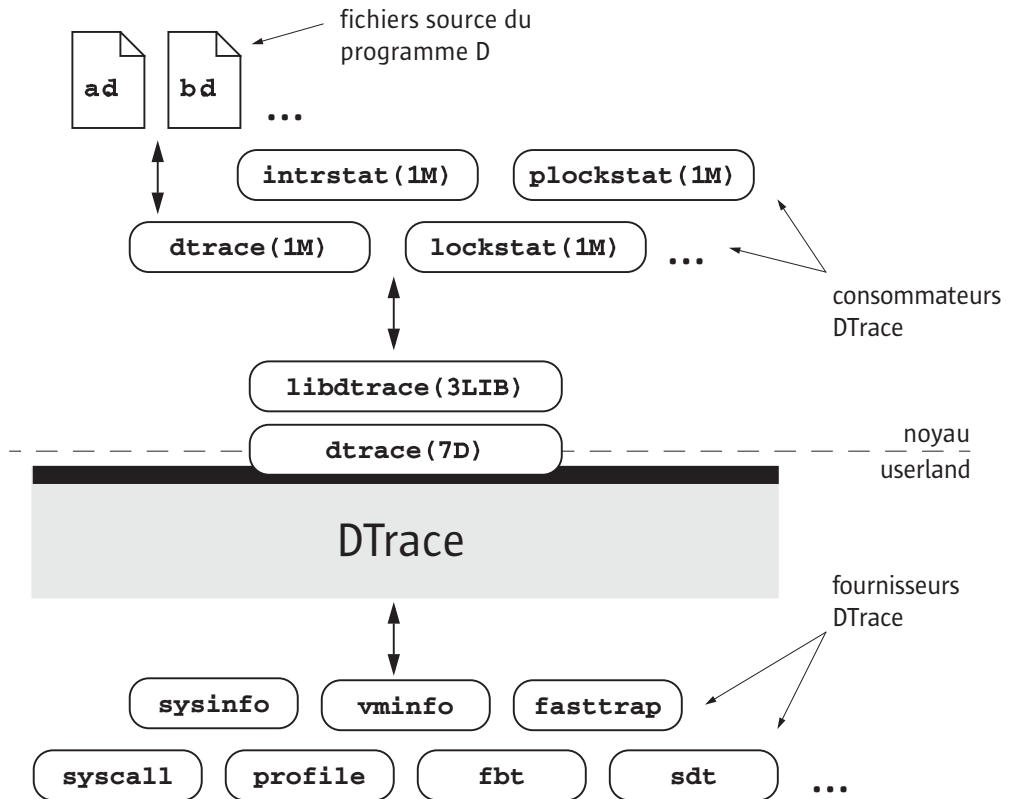 fichiers source du
programme D
ad
bd
...
intrstat(1M)
plockstat(1M)
dtrace(1M)
lockstat(1M)
...
consommateurs
DTrace
libdtrace(3LIB)
dtrace(7D)
noyau
userland
DTrace
fournisseurs
DTrace
sysinfo
vminfo
fasttrap
syscall
profile
fbt
sdt
...